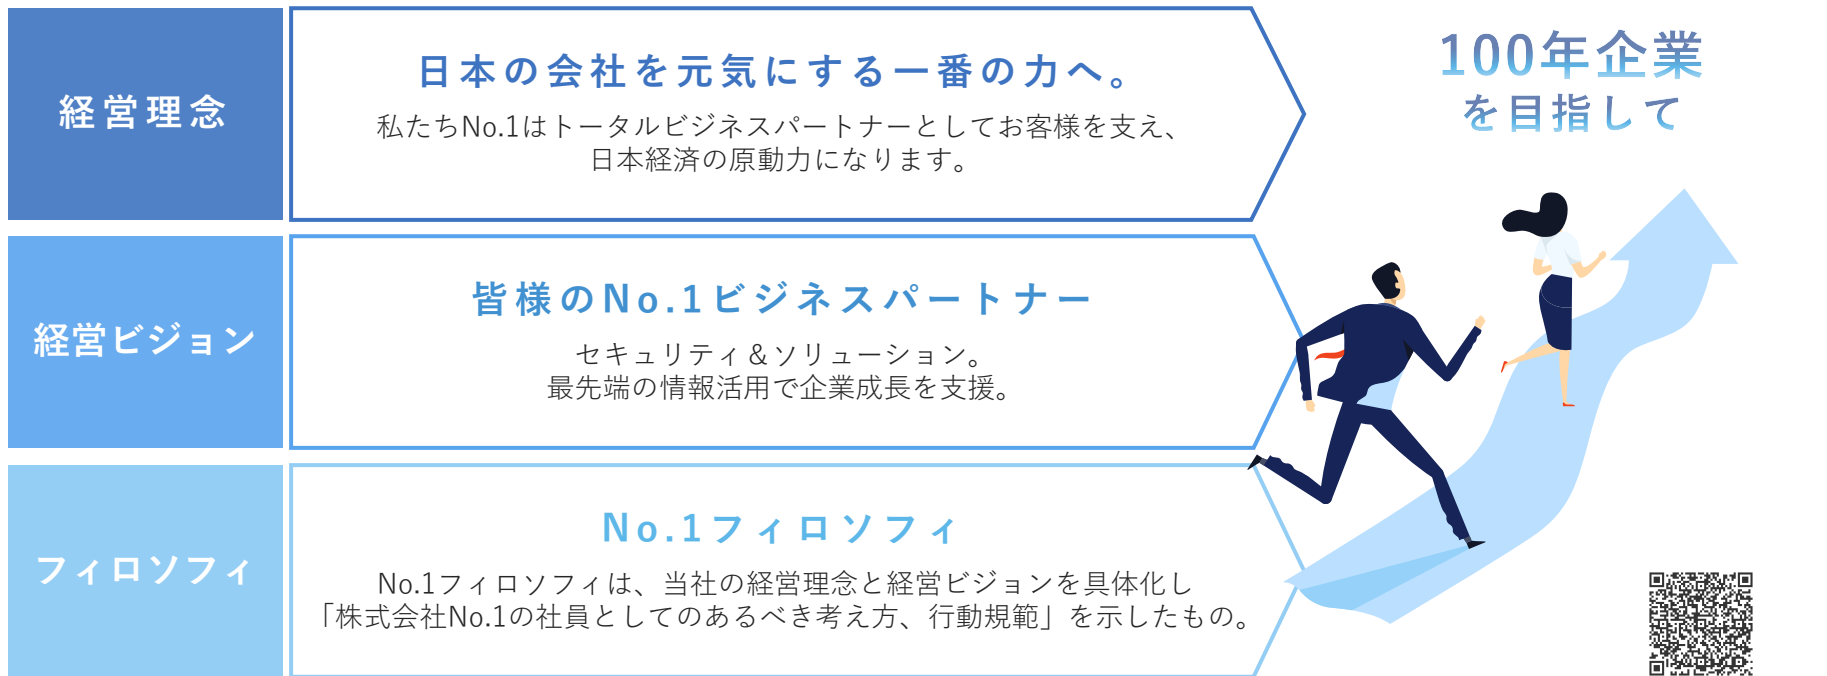 経営理念
日本の会社を元気にする一番の力へ。
私たちNo.1はトータルビジネスパートナーとしてお客様を支え、
日本経済の原動力になります。
100年企業
を目指して
経営ビジョン
皆様のNo.1ビジネスパートナー
セキュリティ＆ソリューション。
最先端の情報活用で企業成長を支援。
フィロソフィ
No.1フィロソフィ
No.1フィロソフィは、当社の経営理念と経営ビジョンを具体化し
「株式会社No.1の社員としてのあるべき考え方、行動規範」を示したもの。